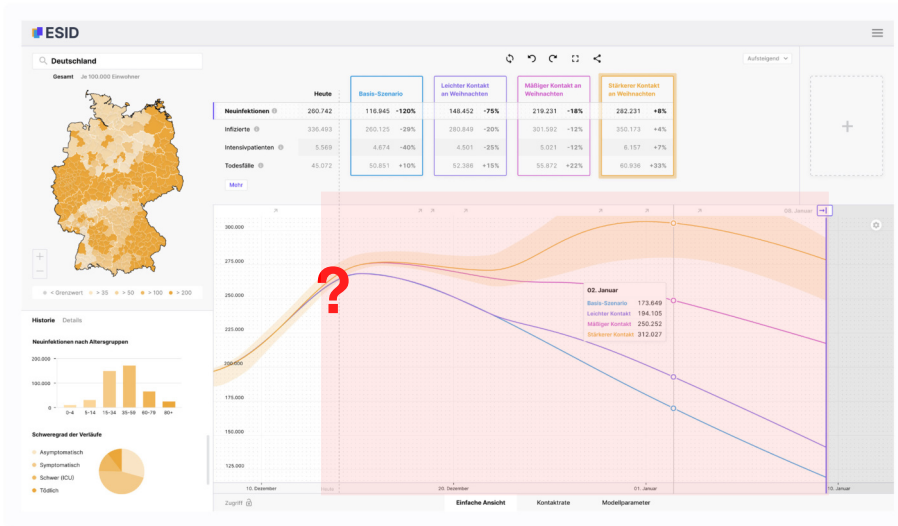 ESID
Deutschland
Gesamt Je 100.000 Einwohner
Aufsteigend
Heute Basis-Szenario Leichter Kontakt an Weihnachten Mäßiger Kontakt an Weihnachten Stärkerer Kontakt an Weihnachten
Neuinfektionen 260.742 116.945 -120% 148.452 -75% 219.231 -18% 282.231 +8%
Infizierte 336.493 260.125 -29% 280.849 -20% 301.592 -12% 350.173 +4%
Intensivpatienten 5.569 4.674 -40% 4.501 -25% 5.021 -12% 6.157 +7%
Todesfälle 45.072 50.851 +10% 52.366 +15% 55.672 +22% 60.936 +33%
Mehr
+
09. Januar
300.000
275.000
250.000
225.000
200.000
175.000
150.000
125.000
?
02. Januar
Basis-Szenario 173.649
Leichter Kontakt 194.105
Mäßiger Kontakt 250.252
Stärkerer Kontakt 312.027
10. Dezember Heute 20. Dezember 01. Januar 10. Januar
Zugriff Einfache Ansicht Kontaktrate Modellparameter
+
−
< Grenzwert > 35 > 50 > 100 > 200
Historie Details
Neuinfektionen nach Altersgruppen
200.000
100.000
0
0-4 5-14 15-34 35-59 60-79 80+
Schweregrad der Verläufe
Asymptomatisch
Symptomatisch
Schwer (ICU)
Tödlich